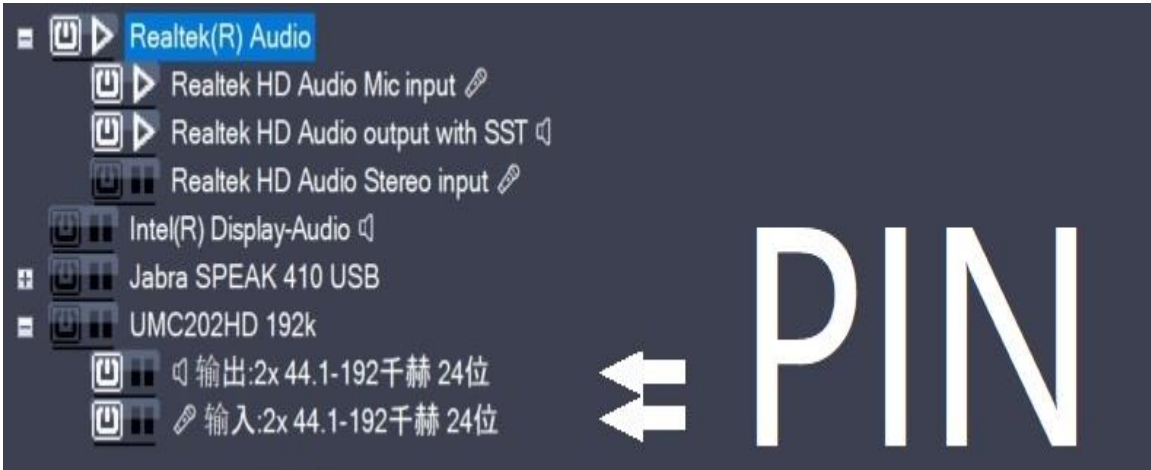 Realtek(R) Audio
Realtek HD Audio Mic input
Realtek HD Audio output with SST
Realtek HD Audio Stereo input
Intel(R) Display-Audio
Jabra SPEAK 410 USB
UMC202HD 192k
输出:2x 44.1-192千赫 24位
输入:2x 44.1-192千赫 24位
PIN